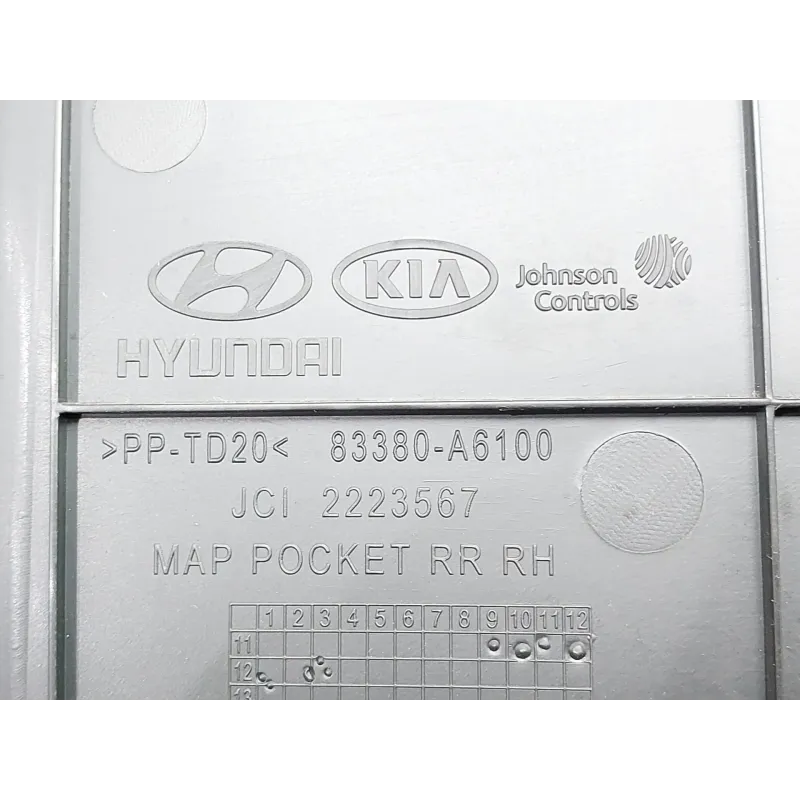 KIA Johnson
Controls
HYUNDAI
>PP-TD20< 83380-A6100
JCI 2223567
MAP POCKET RR RH
1 2 3 4 5 6 7 8 9 10 11 12
11
12
13